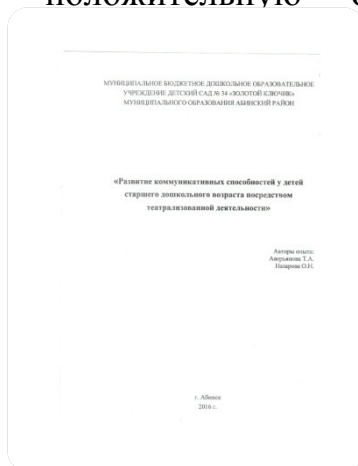 положительную
МУНИЦИПАЛЬНОЕ БЮДЖЕТНОЕ ДОШКОЛЬНОЕ ОБРАЗОВАТЕЛЬНОЕ
УЧРЕЖДЕНИЕ ДЕТСКИЙ САД № 34 «ЗОЛОТОЙ КЛЮЧИК»
МУНИЦИПАЛЬНОГО ОБРАЗОВАНИЯ АБИНСКИЙ РАЙОН
«Развитие коммуникативных способностей у детей
старшего дошкольного возраста посредством
театрализованной деятельности»
Авторы опыта:
Аверьянова Т.А.
Назарова О.Н.
г. Абинск
2016 г.